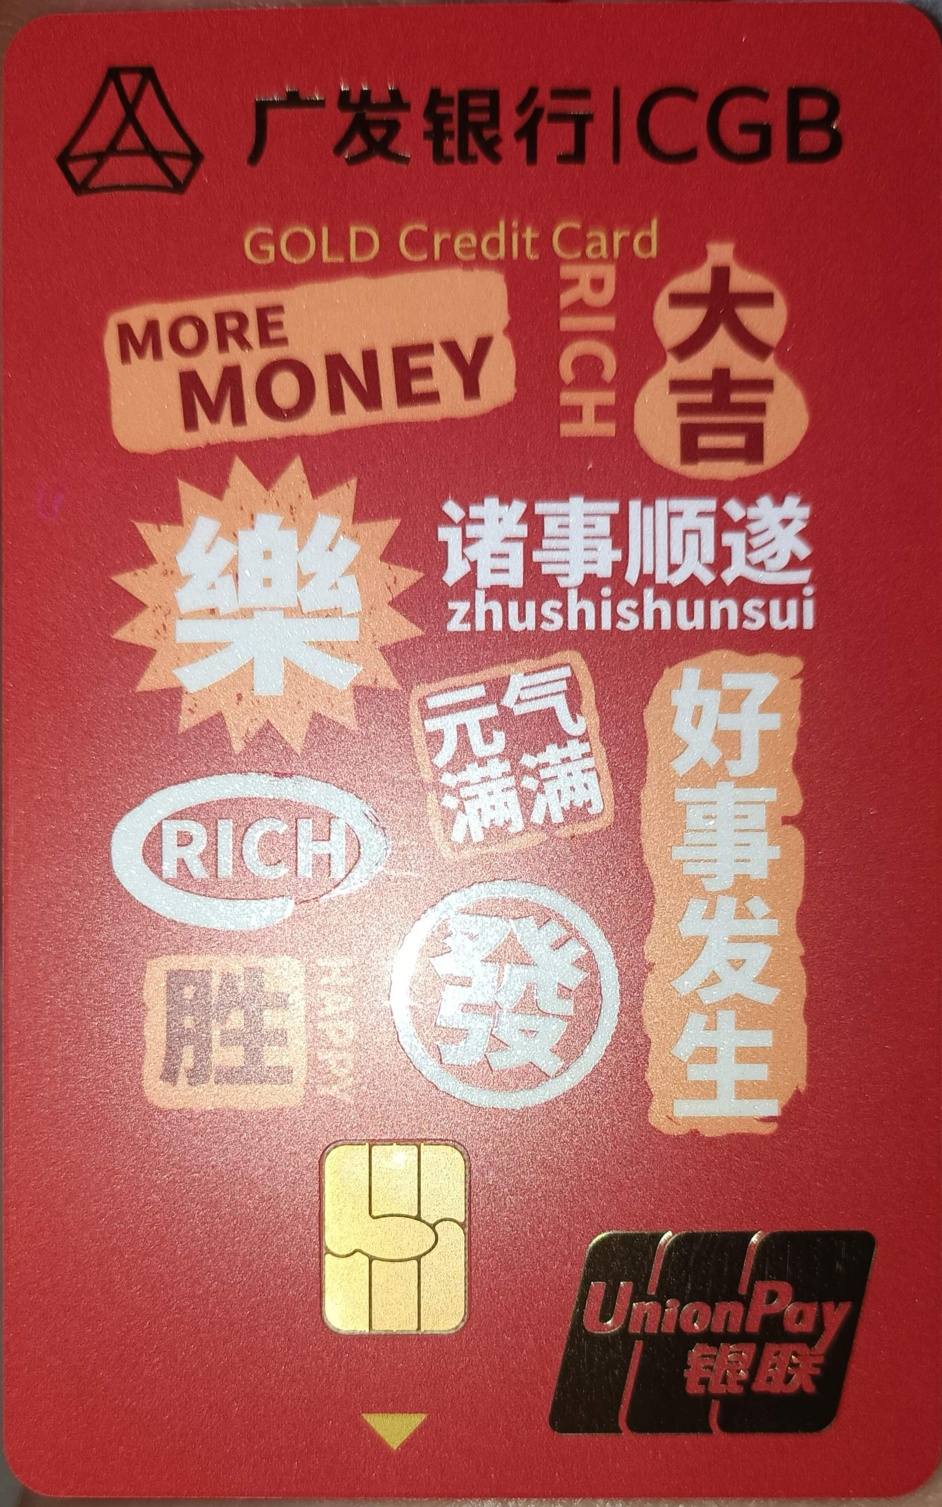 广发银行|CGB
GOLD Credit Card
MORE
MONEY
RICH
大吉
樂
诸事顺遂
zhushishunsui
元气
满满
好事发生
RICH
發
胜
HAPPY
UnionPay
银联